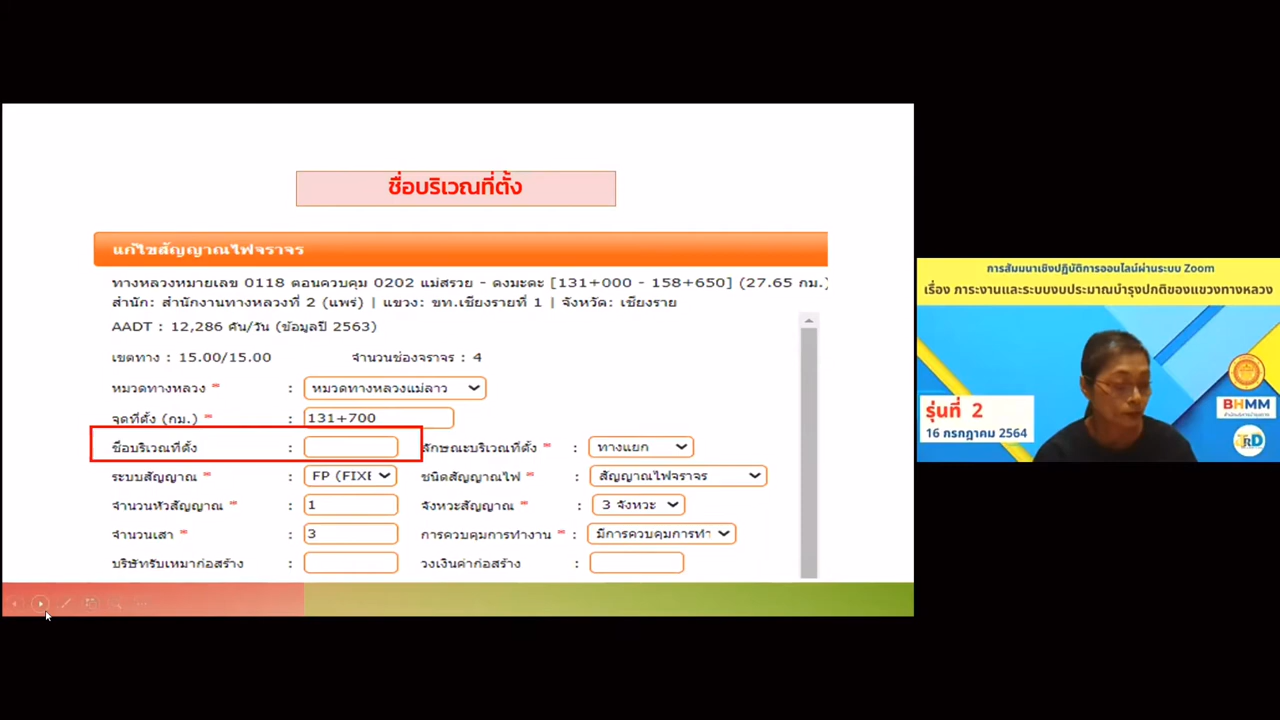 ชื่อบริเวณที่ตั้ง
แก้ไขสัญญาณไฟจราจร
ทางหลวงหมายเลข 0118 ตอนควบคุม 0202 แม่สรวย - ดงมะดะ [131+000 - 158+650] (27.65 กม.)
สำนัก: สำนักงานทางหลวงที่ 2 (แพร่) | แขวง: ขท.เชียงรายที่ 1 | จังหวัด: เชียงราย
AADT : 12,286 คัน/วัน (ข้อมูลปี 2563)
เขตทาง : 15.00/15.00 จำนวนช่องจราจร : 4
หมวดทางหลวง * : หมวดทางหลวงแม่ลาว
จุดที่ตั้ง (กม.) * : 131+700
ชื่อบริเวณที่ตั้ง : ลักษณะบริเวณที่ตั้ง * : ทางแยก
ระบบสัญญาณ * : FP (FIXE ชนิดสัญญาณไฟ * : สัญญาณไฟจราจร
จำนวนหัวสัญญาณ * : 1 จังหวะสัญญาณ * : 3 จังหวะ
จำนวนเสา * : 3 การควบคุมการทำงาน * : มีการควบคุมการทำ
บริษัทรับเหมาก่อสร้าง : วงเงินค่าก่อสร้าง :
การสัมมนาเชิงปฏิบัติการออนไลน์ผ่านระบบ Zoom
เรื่อง ภาระงานและระบบงบประมาณบำรุงปกติของแขวงทางหลวง
รุ่นที่ 2
16 กรกฎาคม 2564
BHMM